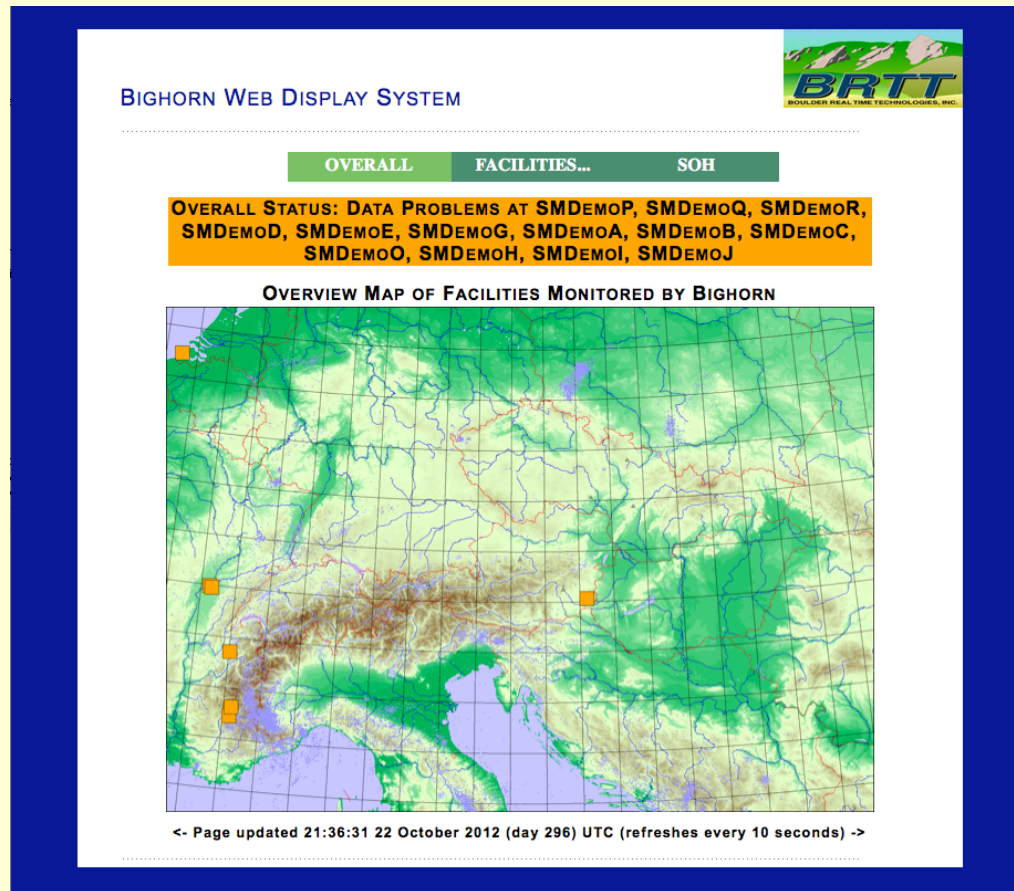 BRTT
BOULDER REAL TIME TECHNOLOGIES, INC.
BIGHORN WEB DISPLAY SYSTEM
OVERALL FACILITIES... SOH
OVERALL STATUS: DATA PROBLEMS AT SMDEMOP, SMDEMOQ, SMDEMOR,
SMDEMOD, SMDEMOE, SMDEMOG, SMDEMOA, SMDEMOB, SMDEMOC,
SMDEMOO, SMDEMOH, SMDEMOI, SMDEMOJ
OVERVIEW MAP OF FACILITIES MONITORED BY BIGHORN
<- Page updated 21:36:31 22 October 2012 (day 296) UTC (refreshes every 10 seconds) ->